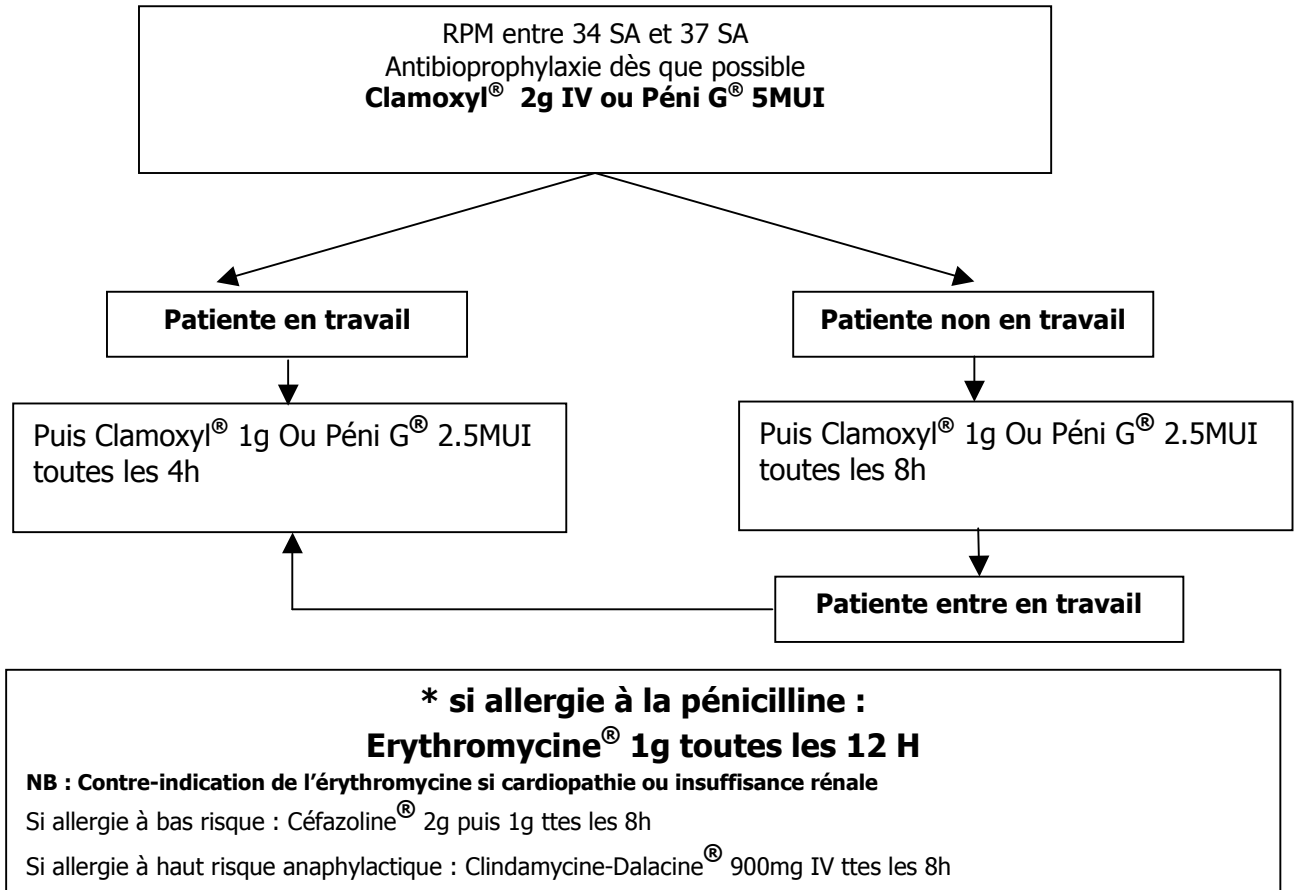 RPM entre 34 SA et 37 SA
Antibioprophylaxie dès que possible
Clamoxyl® 2g IV ou Péni G® 5MUI
Patiente en travail
Patiente non en travail
Puis Clamoxyl® 1g Ou Péni G® 2.5MUI
toutes les 4h
Puis Clamoxyl® 1g Ou Péni G® 2.5MUI
toutes les 8h
Patiente entre en travail
* si allergie à la pénicilline :
Erythromycine® 1g toutes les 12 H
NB : Contre-indication de l’érythromycine si cardiopathie ou insuffisance rénale
Si allergie à bas risque : Céfazoline® 2g puis 1g ttes les 8h
Si allergie à haut risque anaphylactique : Clindamycine-Dalacine® 900mg IV ttes les 8h